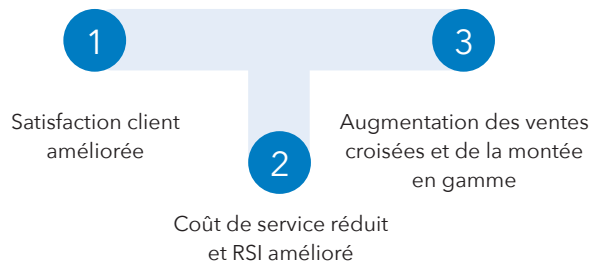 1
Satisfaction client
améliorée
2
Coût de service réduit
et RSI amélioré
3
Augmentation des ventes
croisées et de la montée
en gamme